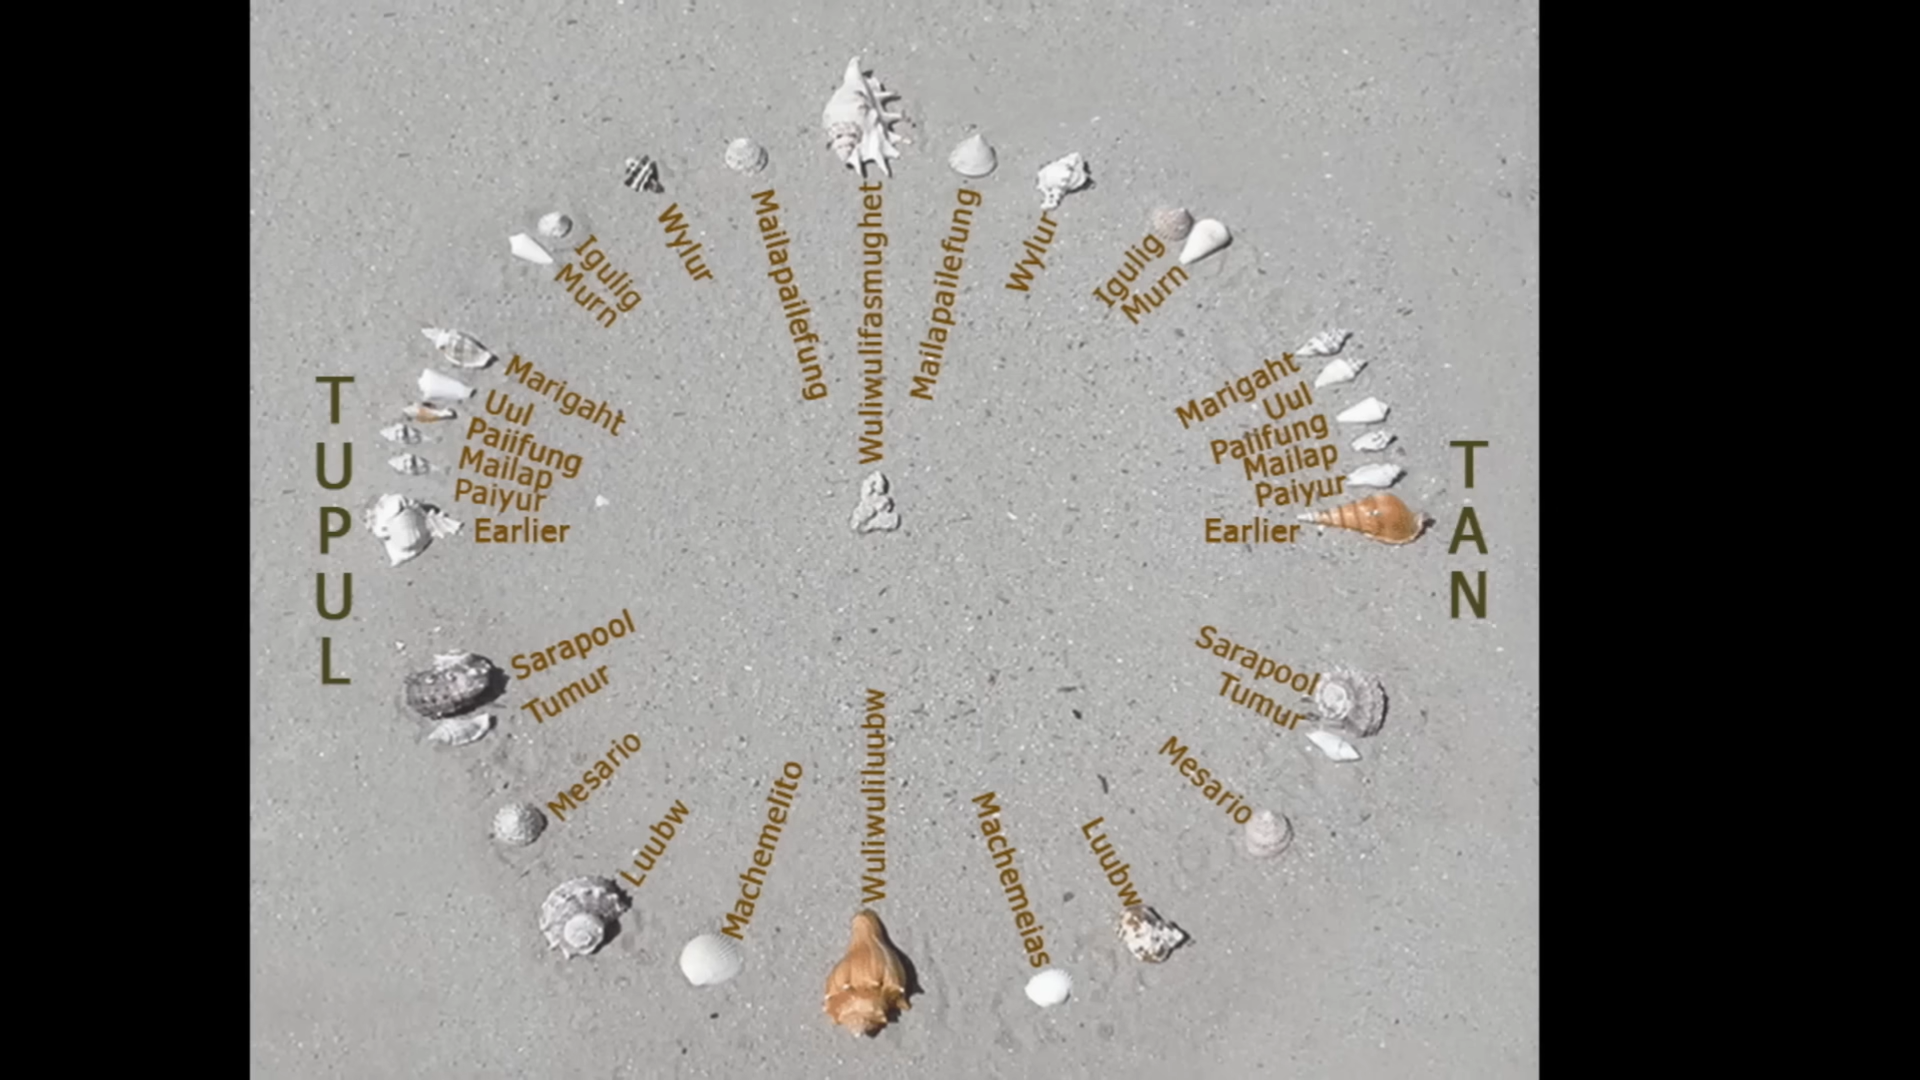 Wuliwulifasmughet
Mailapailefung
Wylur
Igulig
Murn
Marigaht
Uul
Paiifung
Mailap
Paiyur
Earlier
TAN
Sarapool
Tumur
Mesario
Luubw
Machemeias
Wuliwuliluubw
Machemelito
Luubw
Mesario
Tumur
Sarapool
TUPUL
Earlier
Paiyur
Mailap
Paiifung
Uul
Marigaht
Murn
Igulig
Wylur
Mailapailefung